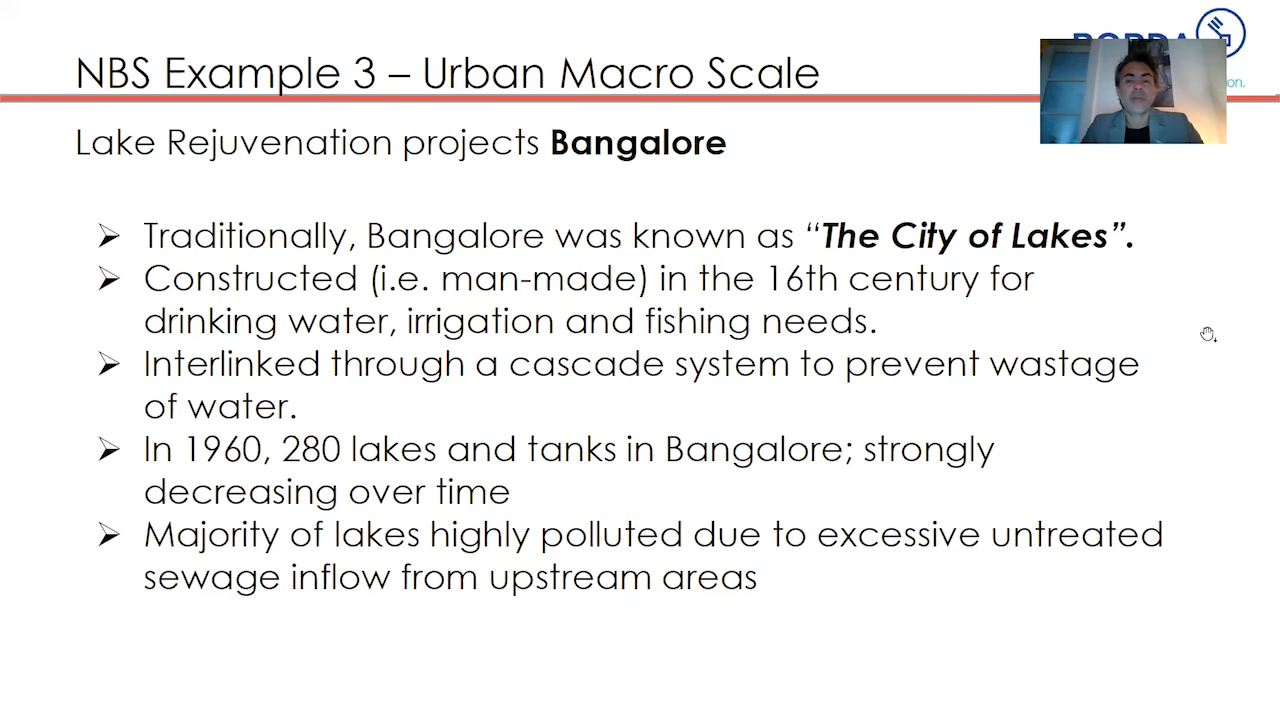 NBS Example 3 – Urban Macro Scale
Lake Rejuvenation projects Bangalore
➢ Traditionally, Bangalore was known as “The City of Lakes”.
➢ Constructed (i.e. man-made) in the 16th century for
drinking water, irrigation and fishing needs.
➢ Interlinked through a cascade system to prevent wastage
of water.
➢ In 1960, 280 lakes and tanks in Bangalore; strongly
decreasing over time
➢ Majority of lakes highly polluted due to excessive untreated
sewage inflow from upstream areas